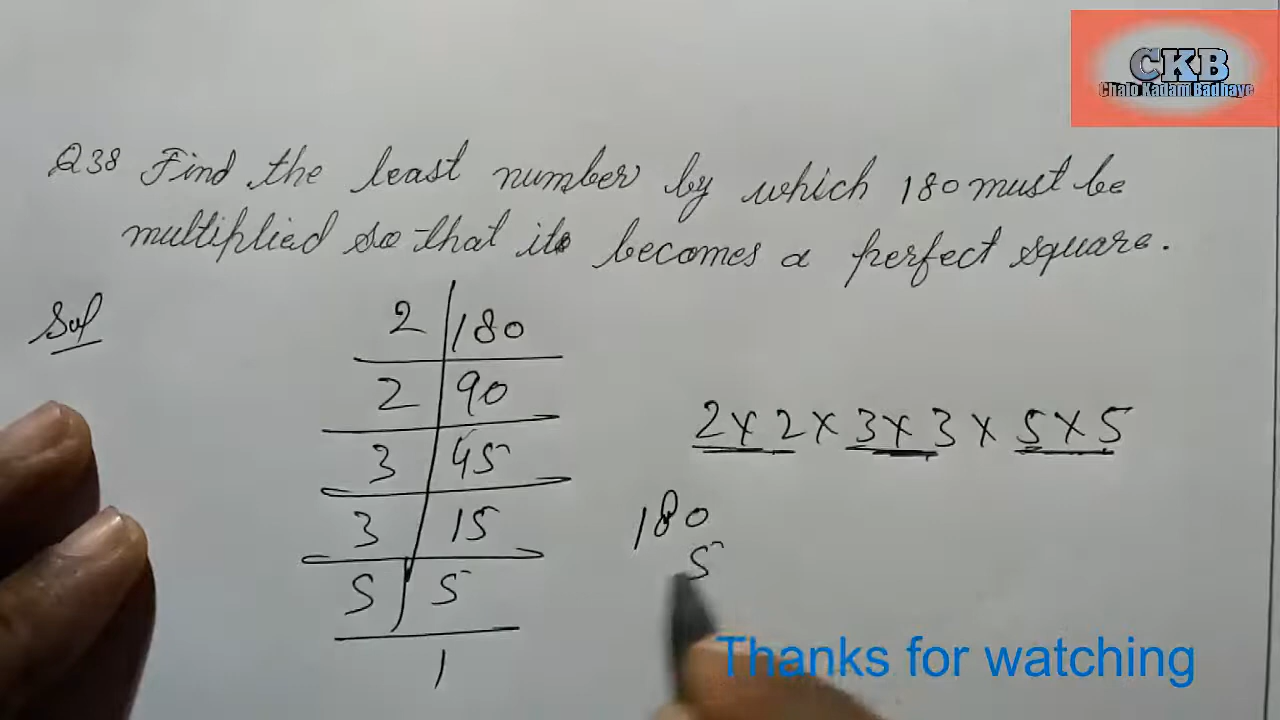 CKB
Chalo Kadam Badhaye
Q38 Find the least number by which 180 must be
multiplied so that it becomes a perfect square.
Sol
2 | 180
2 | 90
3 | 45
3 | 15
5 | 5
1
2 × 2 × 3 × 3 × 5 × 5
180
5
Thanks for watching